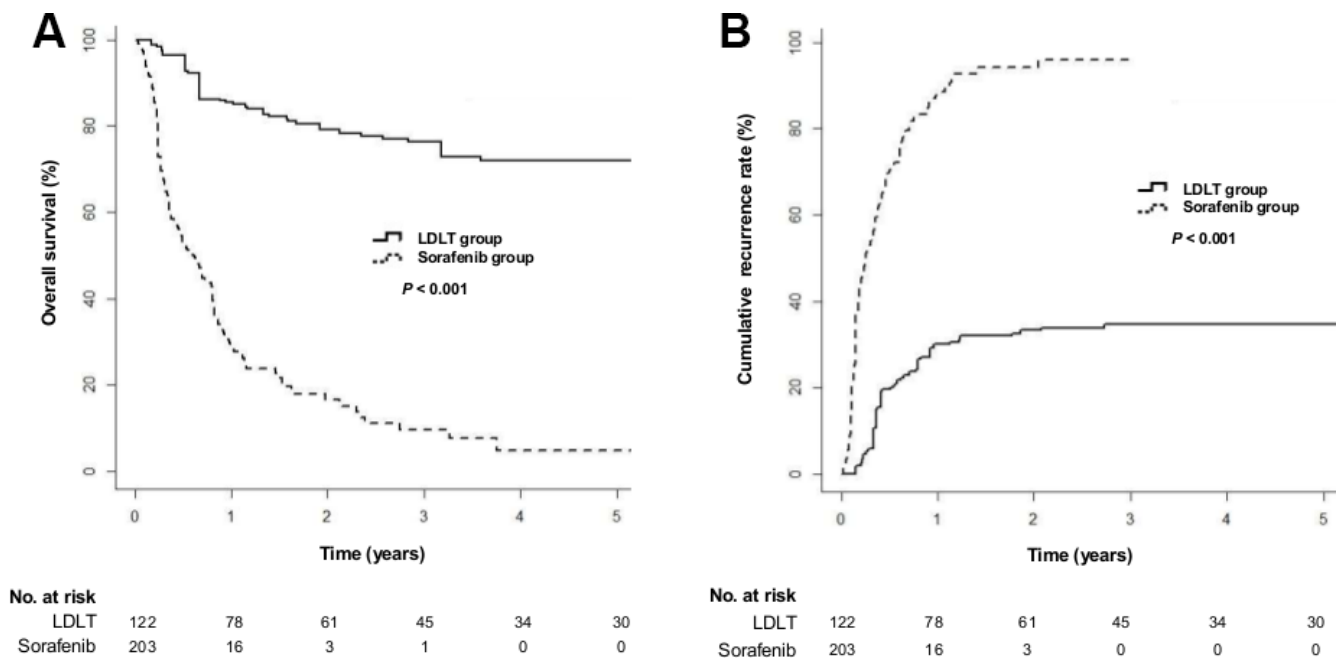 A
Overall survival (%)
100
80
60
40
20
0
LDLT group
Sorafenib group
P < 0.001
0 1 2 3 4 5
Time (years)
No. at risk
LDLT 122 78 61 45 34 30
Sorafenib 203 16 3 1 0 0
B
Cumulative recurrence rate (%)
100
80
60
40
20
0
LDLT group
Sorafenib group
P < 0.001
0 1 2 3 4 5
Time (years)
No. at risk
LDLT 122 78 61 45 34 30
Sorafenib 203 16 3 0 0 0